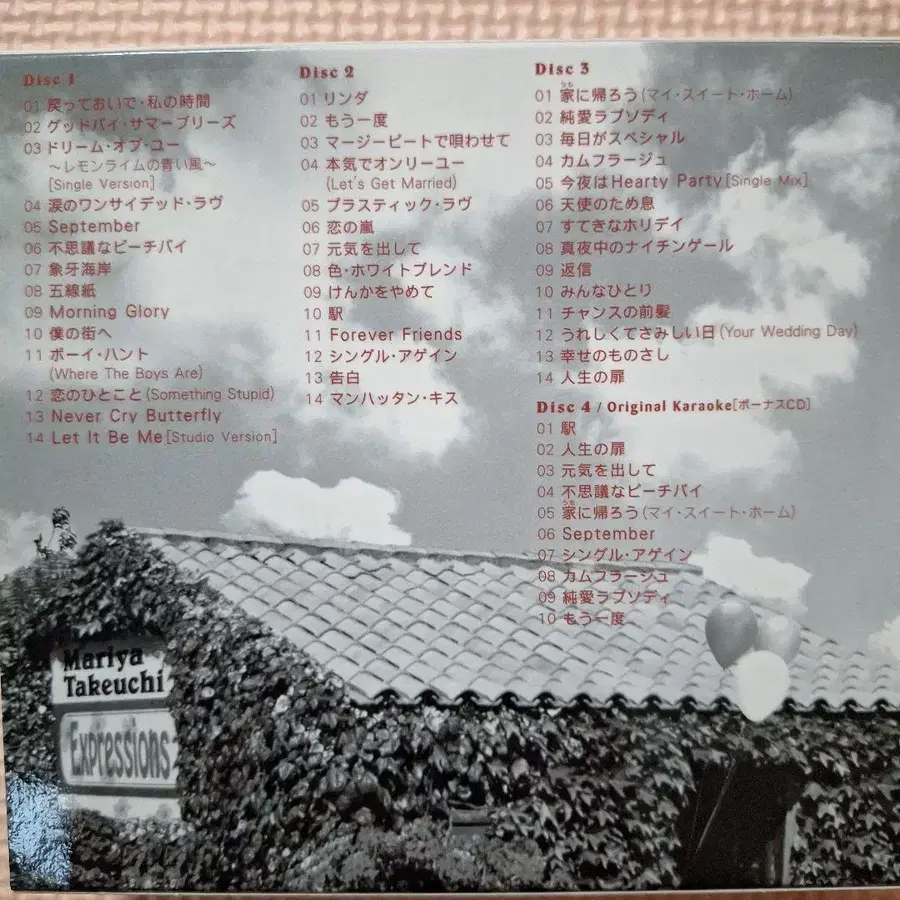 Disc 1
01 戻っておいで・私の時間
02 グッドバイ・サマーブリーズ
03 ドリーム・オブ・ユー
～レモンライムの青い風～
[Single Version]
04 涙のワンサイデッド・ラヴ
05 September
06 不思議なピーチパイ
07 象牙海岸
08 五線紙
09 Morning Glory
10 僕の街へ
11 ボーイ・ハント
(Where The Boys Are)
12 恋のひとこと(Something Stupid)
13 Never Cry Butterfly
14 Let It Be Me[Studio Version]
Disc 2
01 リンダ
02 もう一度
03 マージービートで唄わせて
04 本気でオンリーユー
(Let's Get Married)
05 プラスティック・ラヴ
06 恋の嵐
07 元気を出して
08 色・ホワイトブレンド
09 けんかをやめて
10 駅
11 Forever Friends
12 シングル・アゲイン
13 告白
14 マンハッタン・キス
Disc 3
01 家に帰ろう(マイ・スイート・ホーム)
02 純愛ラプソディ
03 毎日がスペシャル
04 カムフラージュ
05 今夜はHearty Party[Single Mix]
06 天使のため息
07 すてきなホリデイ
08 真夜中のナイチンゲール
09 返信
10 みんなひとり
11 チャンスの前髪
12 うれしくてさみしい日(Your Wedding Day)
13 幸せのものさし
14 人生の扉
Disc 4 / Original Karaoke[ボーナスCD]
01 駅
02 人生の扉
03 元気を出して
04 不思議なピーチパイ
05 家に帰ろう(マイ・スイート・ホーム)
06 September
07 シングル・アゲイン
08 カムフラージュ
09 純愛ラプソディ
10 もう一度
Mariya
Takeuchi
Expressions